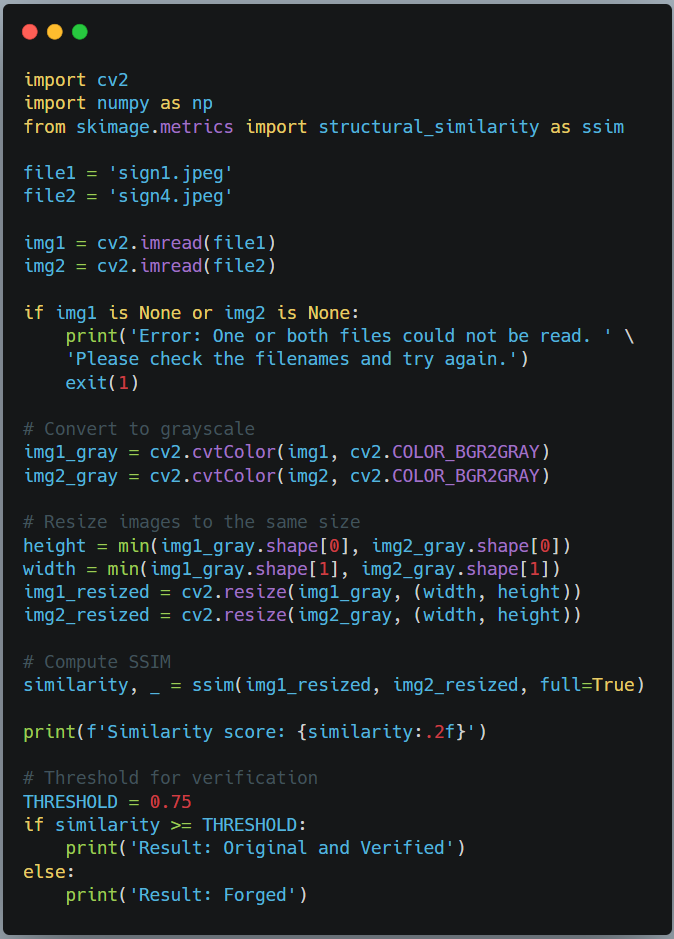 import cv2
import numpy as np
from skimage.metrics import structural_similarity as ssim

file1 = 'sign1.jpeg'
file2 = 'sign4.jpeg'

img1 = cv2.imread(file1)
img2 = cv2.imread(file2)

if img1 is None or img2 is None:
    print('Error: One or both files could not be read. ' \
    'Please check the filenames and try again.')
    exit(1)

# Convert to grayscale
img1_gray = cv2.cvtColor(img1, cv2.COLOR_BGR2GRAY)
img2_gray = cv2.cvtColor(img2, cv2.COLOR_BGR2GRAY)

# Resize images to the same size
height = min(img1_gray.shape[0], img2_gray.shape[0])
width = min(img1_gray.shape[1], img2_gray.shape[1])
img1_resized = cv2.resize(img1_gray, (width, height))
img2_resized = cv2.resize(img2_gray, (width, height))

# Compute SSIM
similarity, _ = ssim(img1_resized, img2_resized, full=True)

print(f'Similarity score: {similarity:.2f}')

# Threshold for verification
THRESHOLD = 0.75
if similarity >= THRESHOLD:
    print('Result: Original and Verified')
else:
    print('Result: Forged')